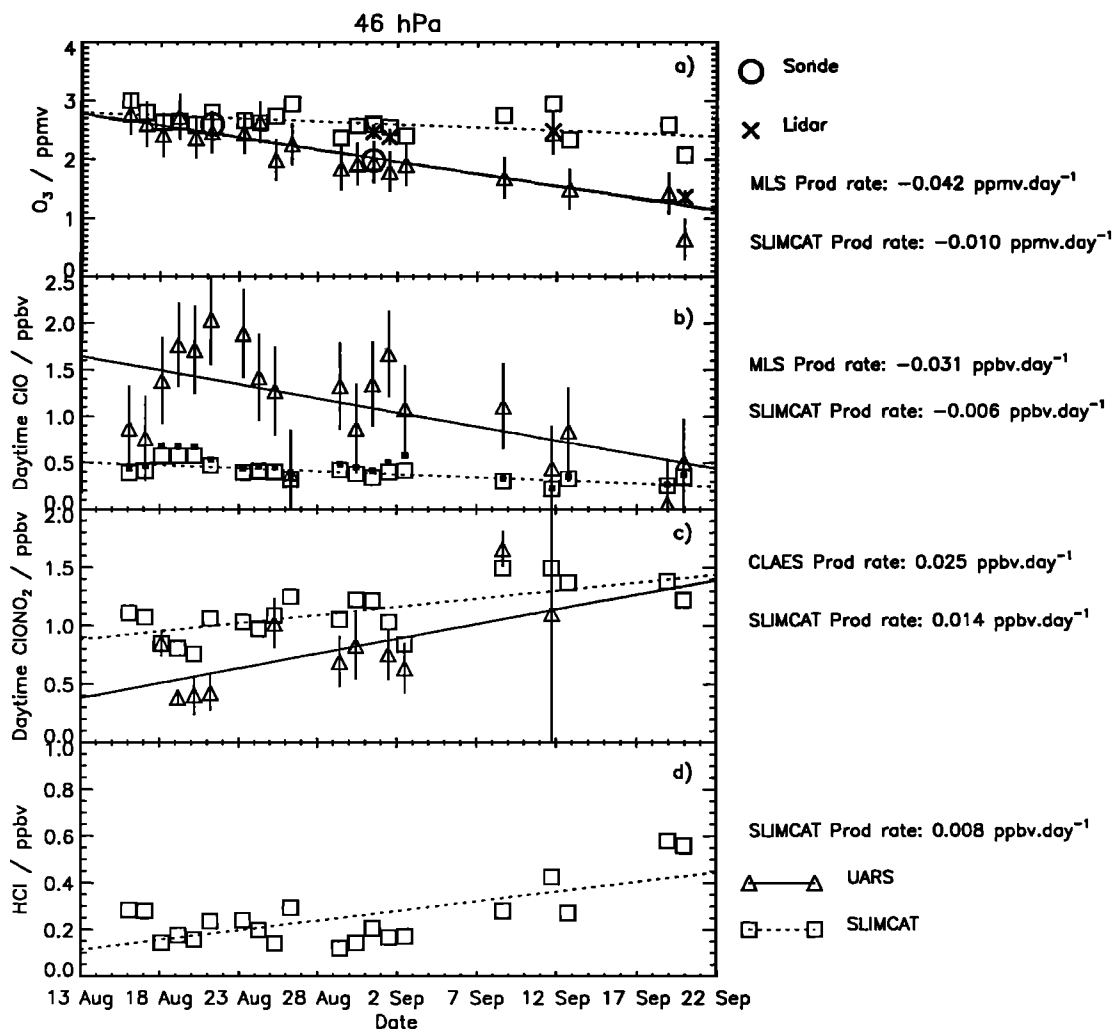 46 hPa
a)
O₃ / ppmv
4
3
2
1
0
Sonde
Lidar
MLS Prod rate: −0.042 ppmv.day⁻¹
SLIMCAT Prod rate: −0.010 ppmv.day⁻¹
b)
Daytime ClO / ppbv
2.5
2.0
1.5
1.0
0.5
0.0
MLS Prod rate: −0.031 ppbv.day⁻¹
SLIMCAT Prod rate: −0.006 ppbv.day⁻¹
c)
Daytime ClONO₂ / ppbv
2.0
1.5
1.0
0.5
0.0
CLAES Prod rate: 0.025 ppbv.day⁻¹
SLIMCAT Prod rate: 0.014 ppbv.day⁻¹
d)
HCl / ppbv
1.0
0.8
0.6
0.4
0.2
0.0
SLIMCAT Prod rate: 0.008 ppbv.day⁻¹
UARS
SLIMCAT
13 Aug 18 Aug 23 Aug 28 Aug 2 Sep 7 Sep 12 Sep 17 Sep 22 Sep
Date